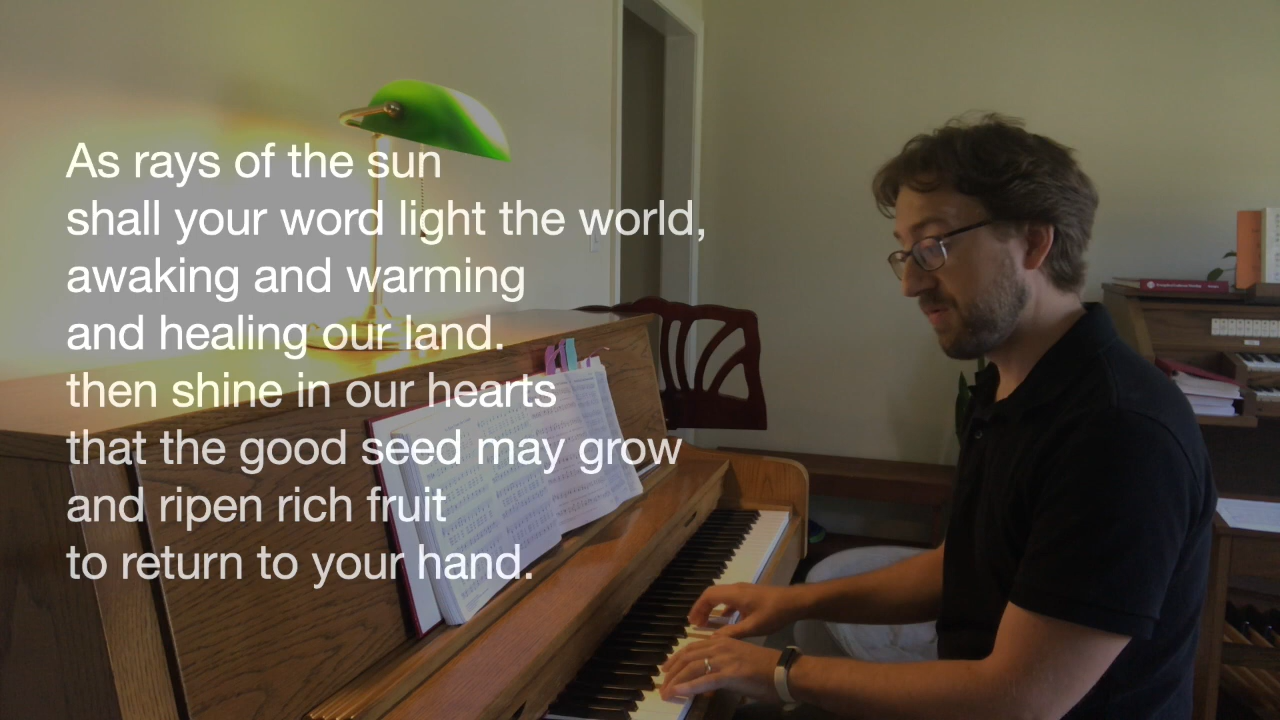 As rays of the sun
shall your word light the world,
awaking and warming
and healing our land.
then shine in our hearts
that the good seed may grow
and ripen rich fruit
to return to your hand.